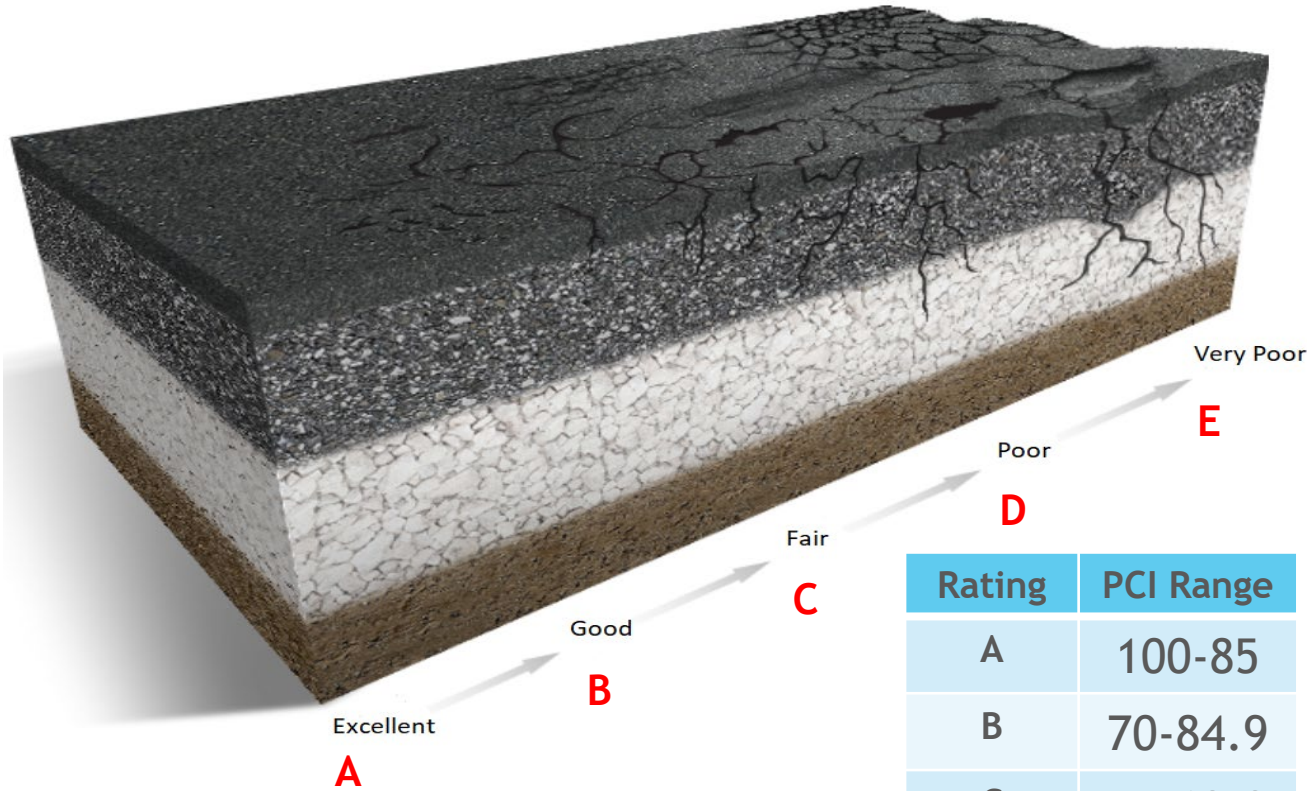 Very Poor
E
Poor
D
Fair
C
Good
B
Excellent
A
Rating PCI Range
A 100-85
B 70-84.9